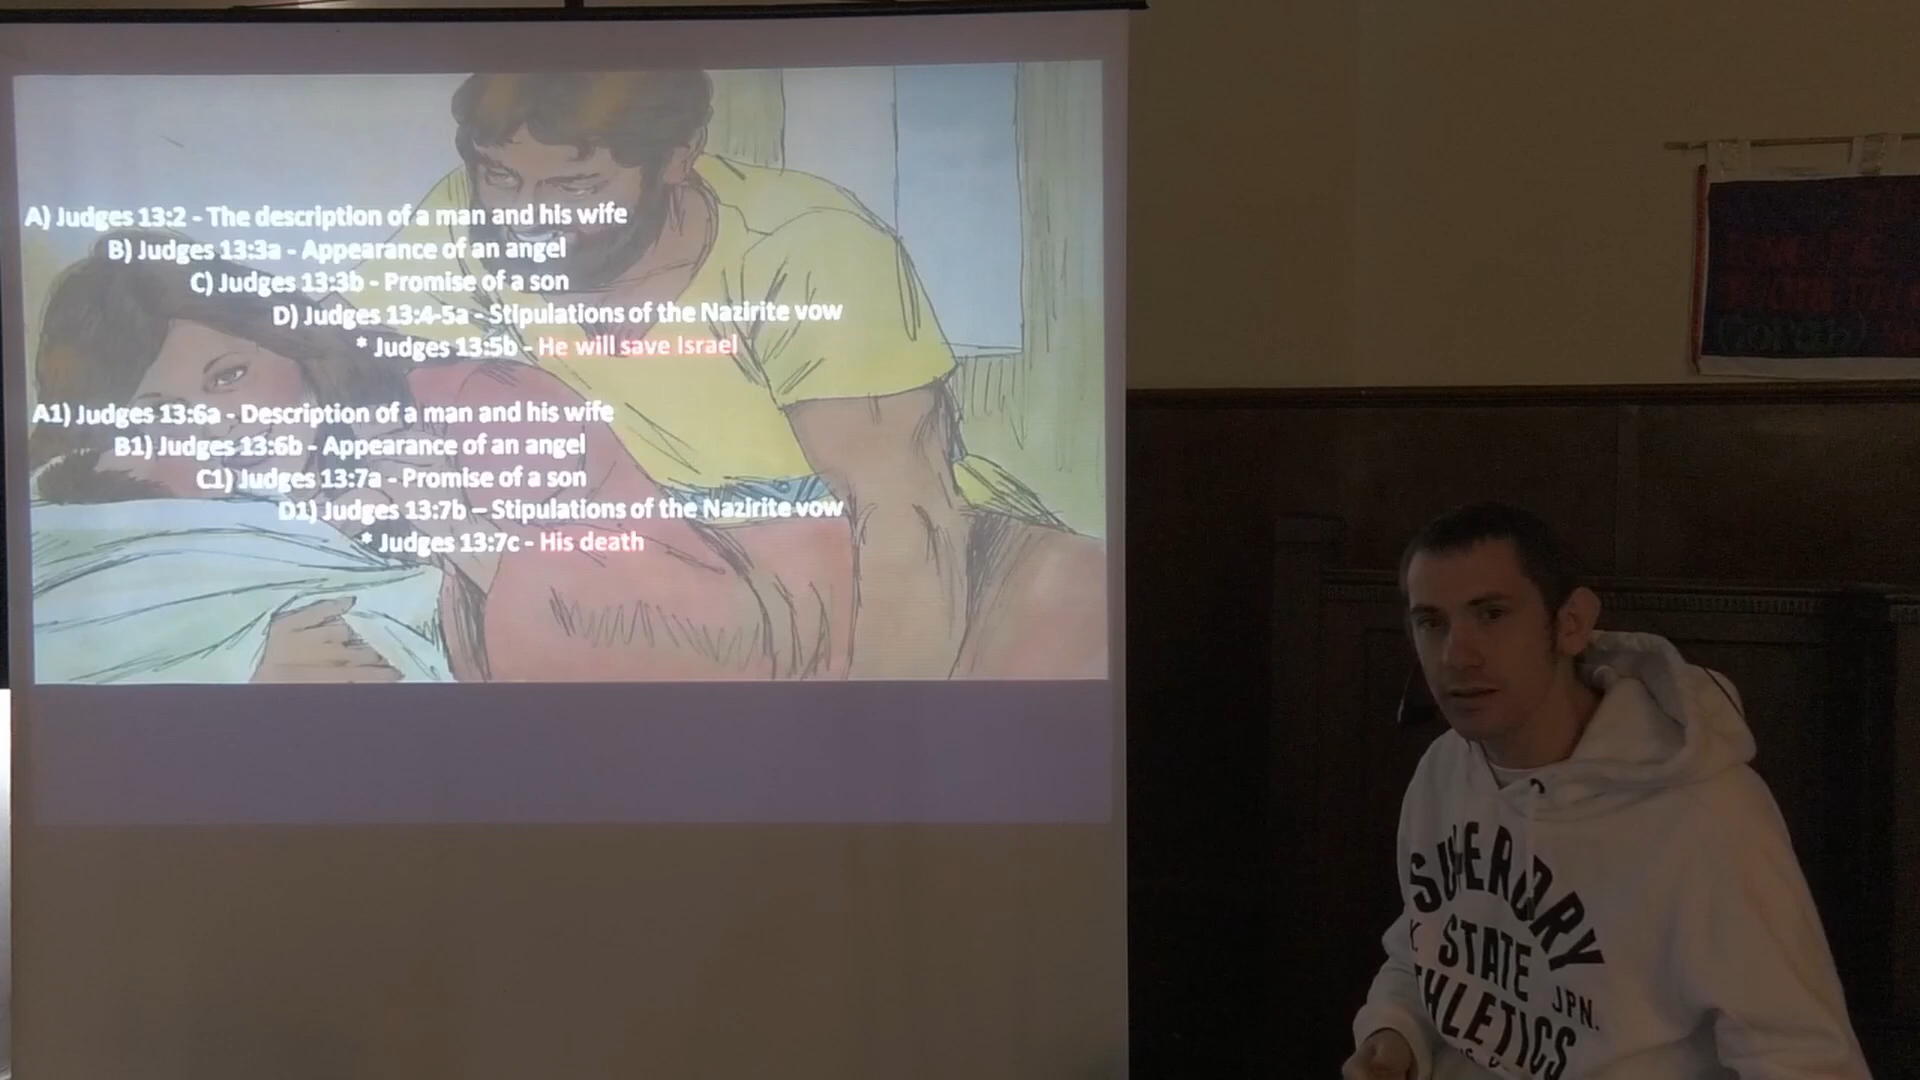 A) Judges 13:2 - The description of a man and his wife
B) Judges 13:3a - Appearance of an angel
C) Judges 13:3b - Promise of a son
D) Judges 13:4-5a - Stipulations of the Nazirite vow
* Judges 13:5b - He will save Israel
A1) Judges 13:6a - Description of a man and his wife
B1) Judges 13:6b - Appearance of an angel
C1) Judges 13:7a - Promise of a son
D1) Judges 13:7b – Stipulations of the Nazirite vow
* Judges 13:7c - His death
SUPERDRY
STATE
JPN.
THLETICS